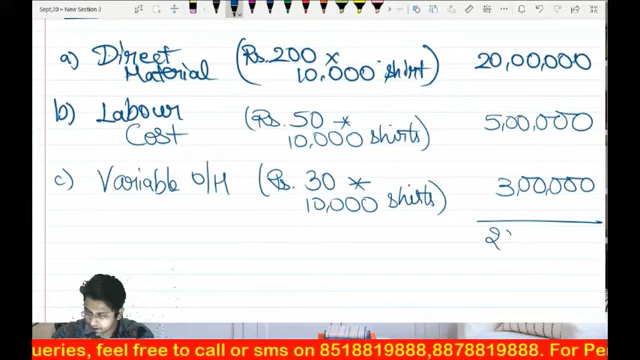 Sept.20 - New Section 2
a) Direct (Rs. 200 x 20,00,000
Material 10,000 shirt)
b) Labour (Rs. 50 x 5,00,000
Cost 10,000 shirts)
c) Variable O/H (Rs. 30 x 3,00,000
10,000 shirts)
2
ueries, feel free to call or sms on 8518819888,8878819888. For Per